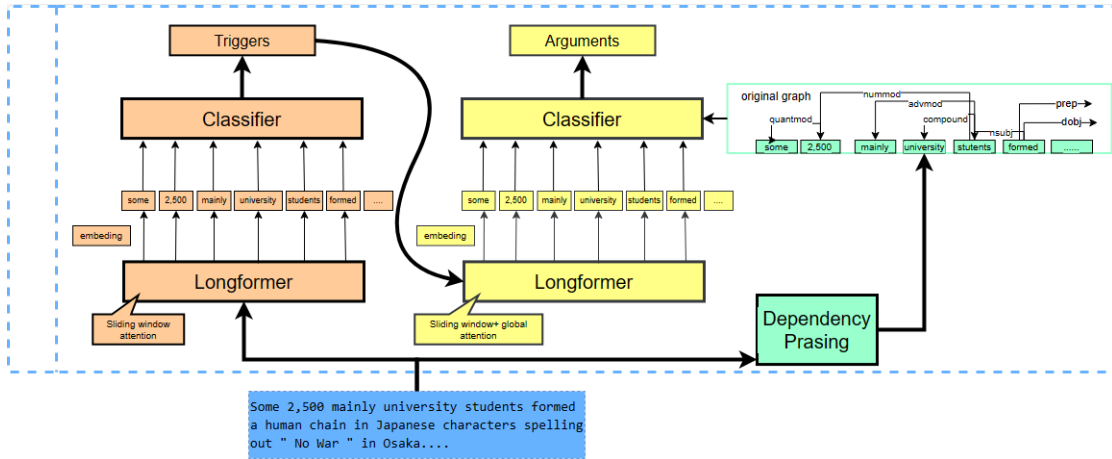 Triggers
Arguments
Classifier
Classifier
original graph
nummod
advmod
quantmod
compound
nsubj
prep
dobj
some 2,500 mainly university stutents formed ......
some 2,500 mainly university students formed ....
some 2,500 mainly university students formed ....
embeding
embeding
Longformer
Longformer
Sliding window
attention
Sliding window+ global
attention
Dependency
Prasing
Some 2,500 mainly university students formed
a human chain in Japanese characters spelling
out " No War " in Osaka....